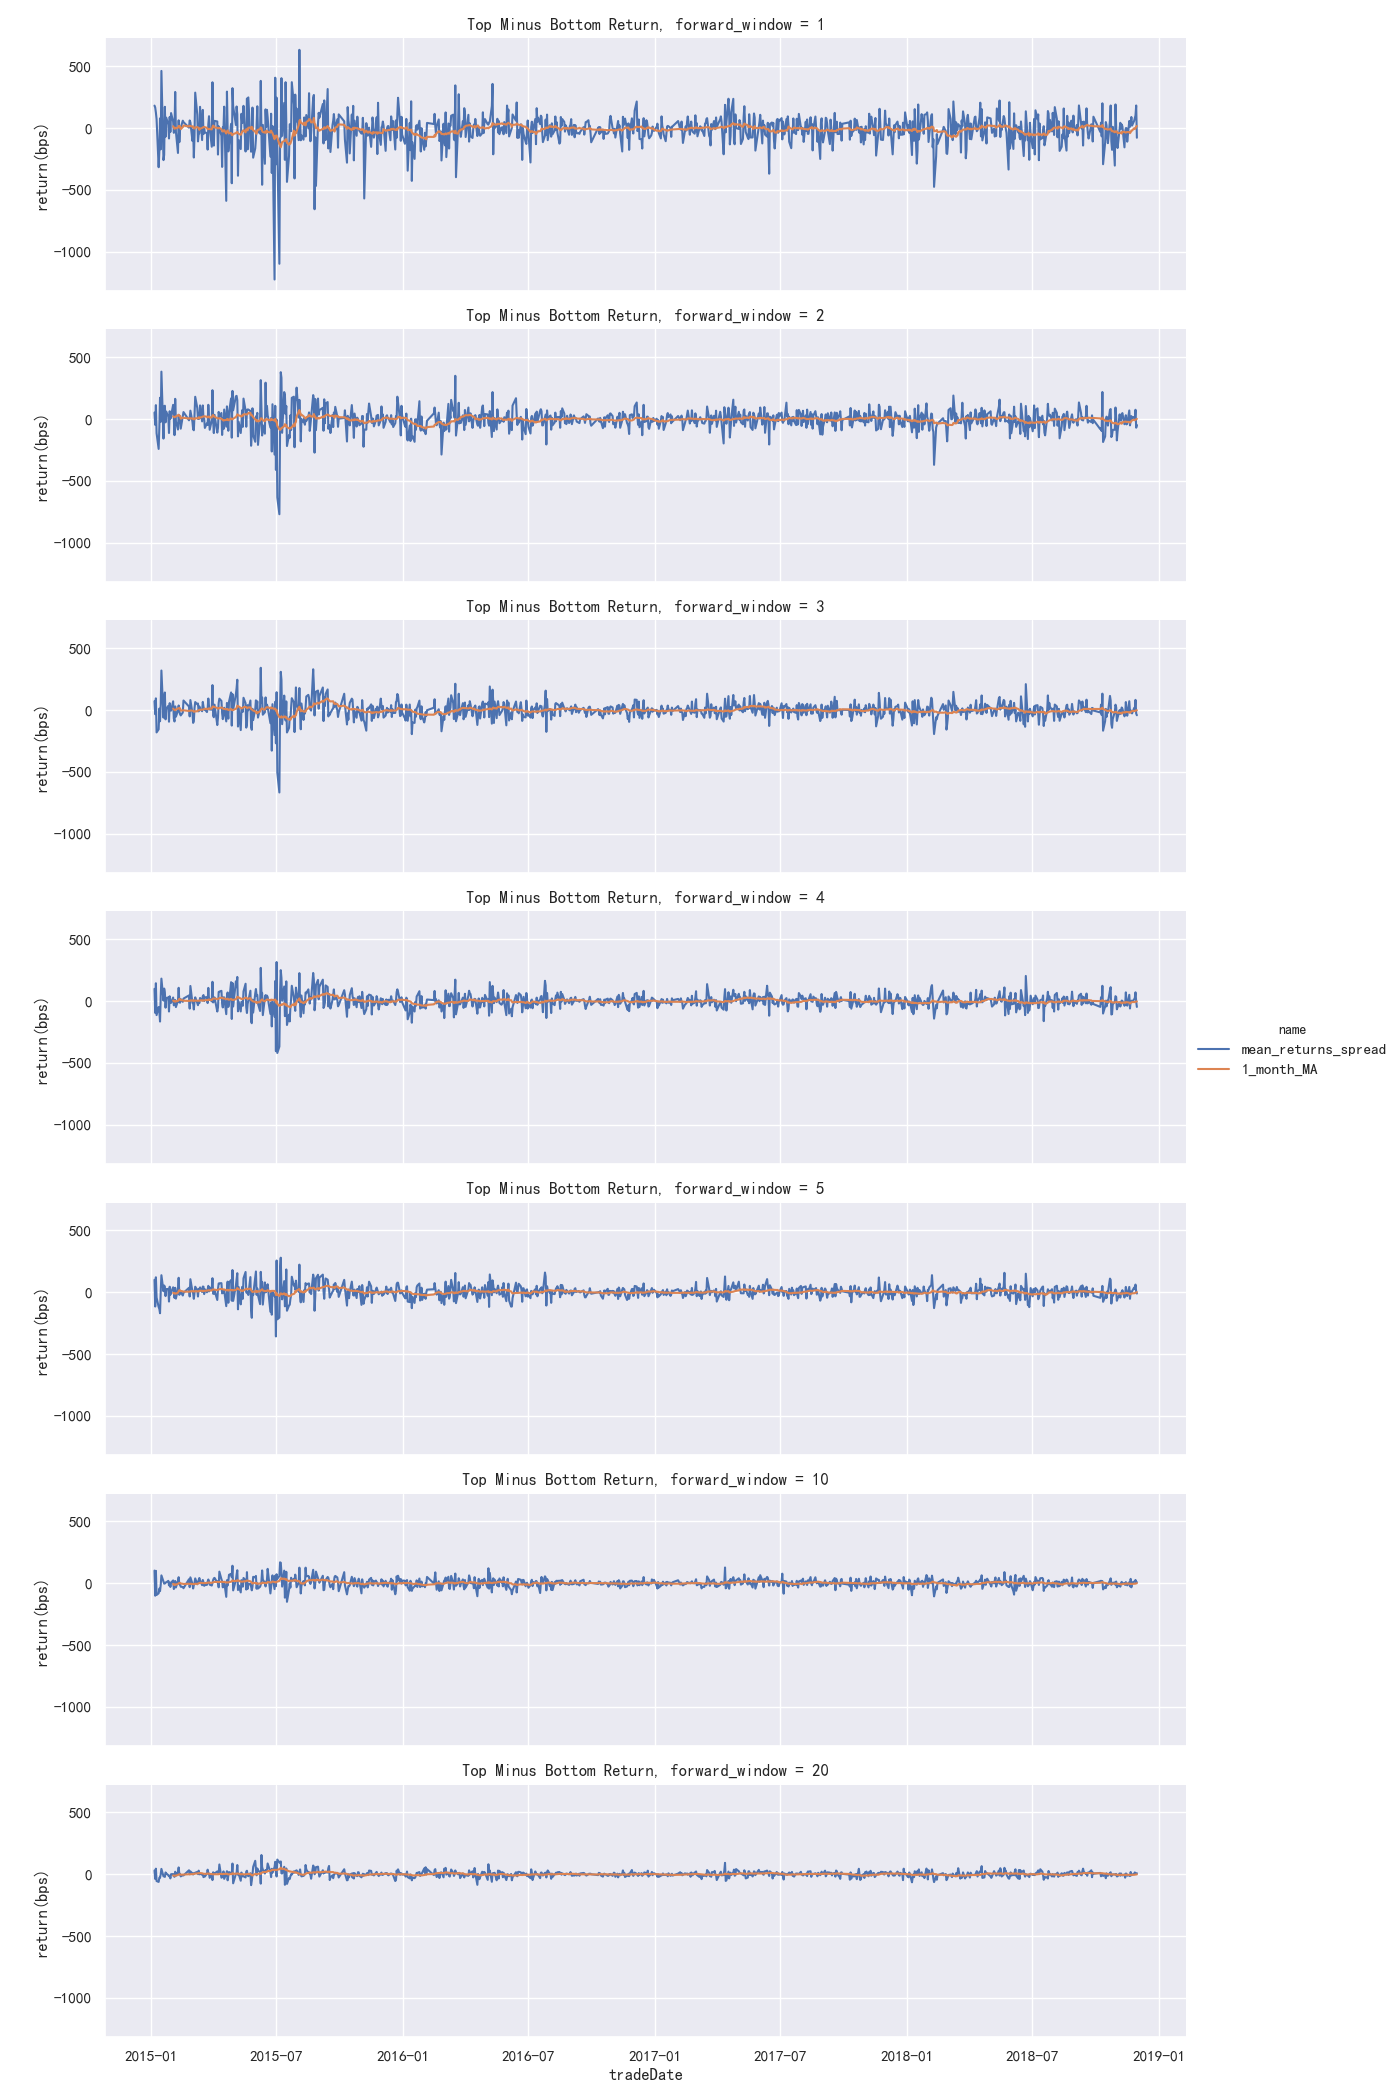 Top Minus Bottom Return, forward_window = 1
500
0
−500
−1000
return(bps)
Top Minus Bottom Return, forward_window = 2
500
0
−500
−1000
return(bps)
Top Minus Bottom Return, forward_window = 3
500
0
−500
−1000
return(bps)
Top Minus Bottom Return, forward_window = 4
500
0
−500
−1000
return(bps)
name
mean_returns_spread
1_month_MA
Top Minus Bottom Return, forward_window = 5
500
0
−500
−1000
return(bps)
Top Minus Bottom Return, forward_window = 10
500
0
−500
−1000
return(bps)
Top Minus Bottom Return, forward_window = 20
500
0
−500
−1000
return(bps)
2015−01 2015−07 2016−01 2016−07 2017−01 2017−07 2018−01 2018−07 2019−01
tradeDate